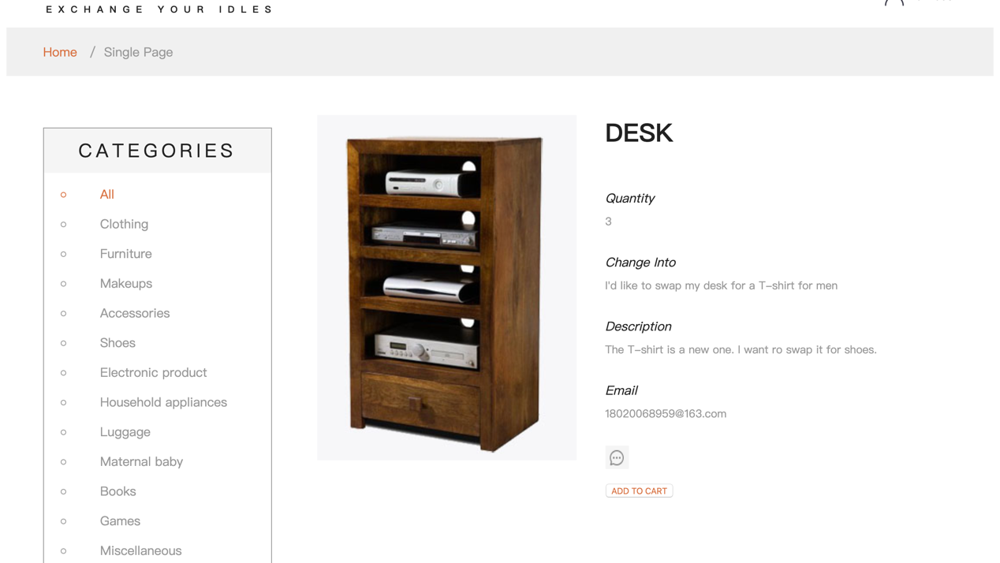 EXCHANGE YOUR IDLES
Home / Single Page
CATEGORIES
All
Clothing
Furniture
Makeups
Accessories
Shoes
Electronic product
Household appliances
Luggage
Maternal baby
Books
Games
Miscellaneous
DESK
Quantity
3
Change Into
I'd like to swap my desk for a T-shirt for men
Description
The T-shirt is a new one. I want ro swap it for shoes.
Email
18020068959@163.com
ADD TO CART